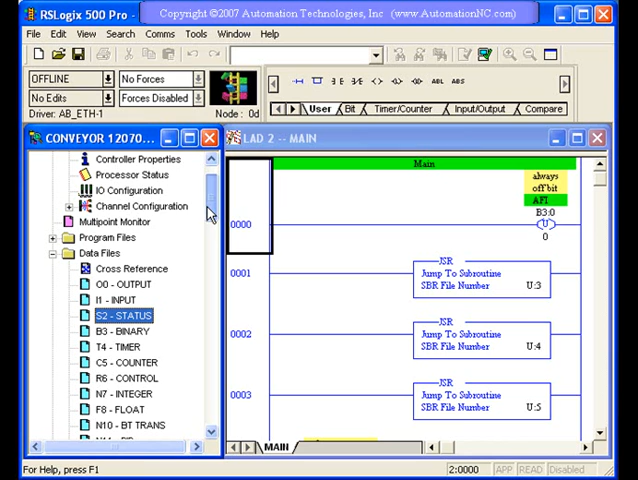 RSLogix 500 Pro -
Copyright ©2007 Automation Technologies, Inc (www.AutomationNC.com)
File View Search Comms Tools Window Help
OFFLINE
No Forces
No Edits
Forces Disabled
Driver: AB_ETH-1
Node : 0d
ABL ABS
User Bit Timer/Counter Input/Output Compare
CONVEYOR 12070...
Controller Properties
Processor Status
IO Configuration
Channel Configuration
Multipoint Monitor
Program Files
Data Files
Cross Reference
O0 - OUTPUT
I1 - INPUT
S2 - STATUS
B3 - BINARY
T4 - TIMER
C5 - COUNTER
R6 - CONTROL
N7 - INTEGER
F8 - FLOAT
N10 - BT TRANS
LAD 2 -- MAIN
Main
always
off bit
AFI
B3:0
0000
U
0
0001
JSR
Jump To Subroutine
SBR File Number U:3
0002
JSR
Jump To Subroutine
SBR File Number U:4
0003
JSR
Jump To Subroutine
SBR File Number U:5
MAIN
For Help, press F1
2:0000 APP READ Disabled